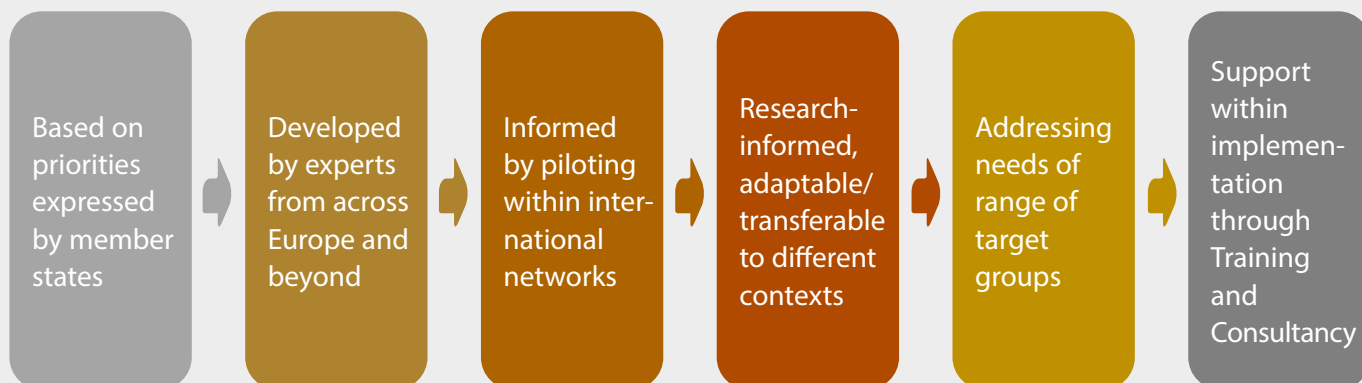 Based on
priorities
expressed
by member
states
Developed
by experts
from across
Europe and
beyond
Informed
by piloting
within inter-
national
networks
Research-
informed,
adaptable/
transferable
to different
contexts
Addressing
needs of
range of
target
groups
Support
within
implemen-
tation
through
Training
and
Consultancy